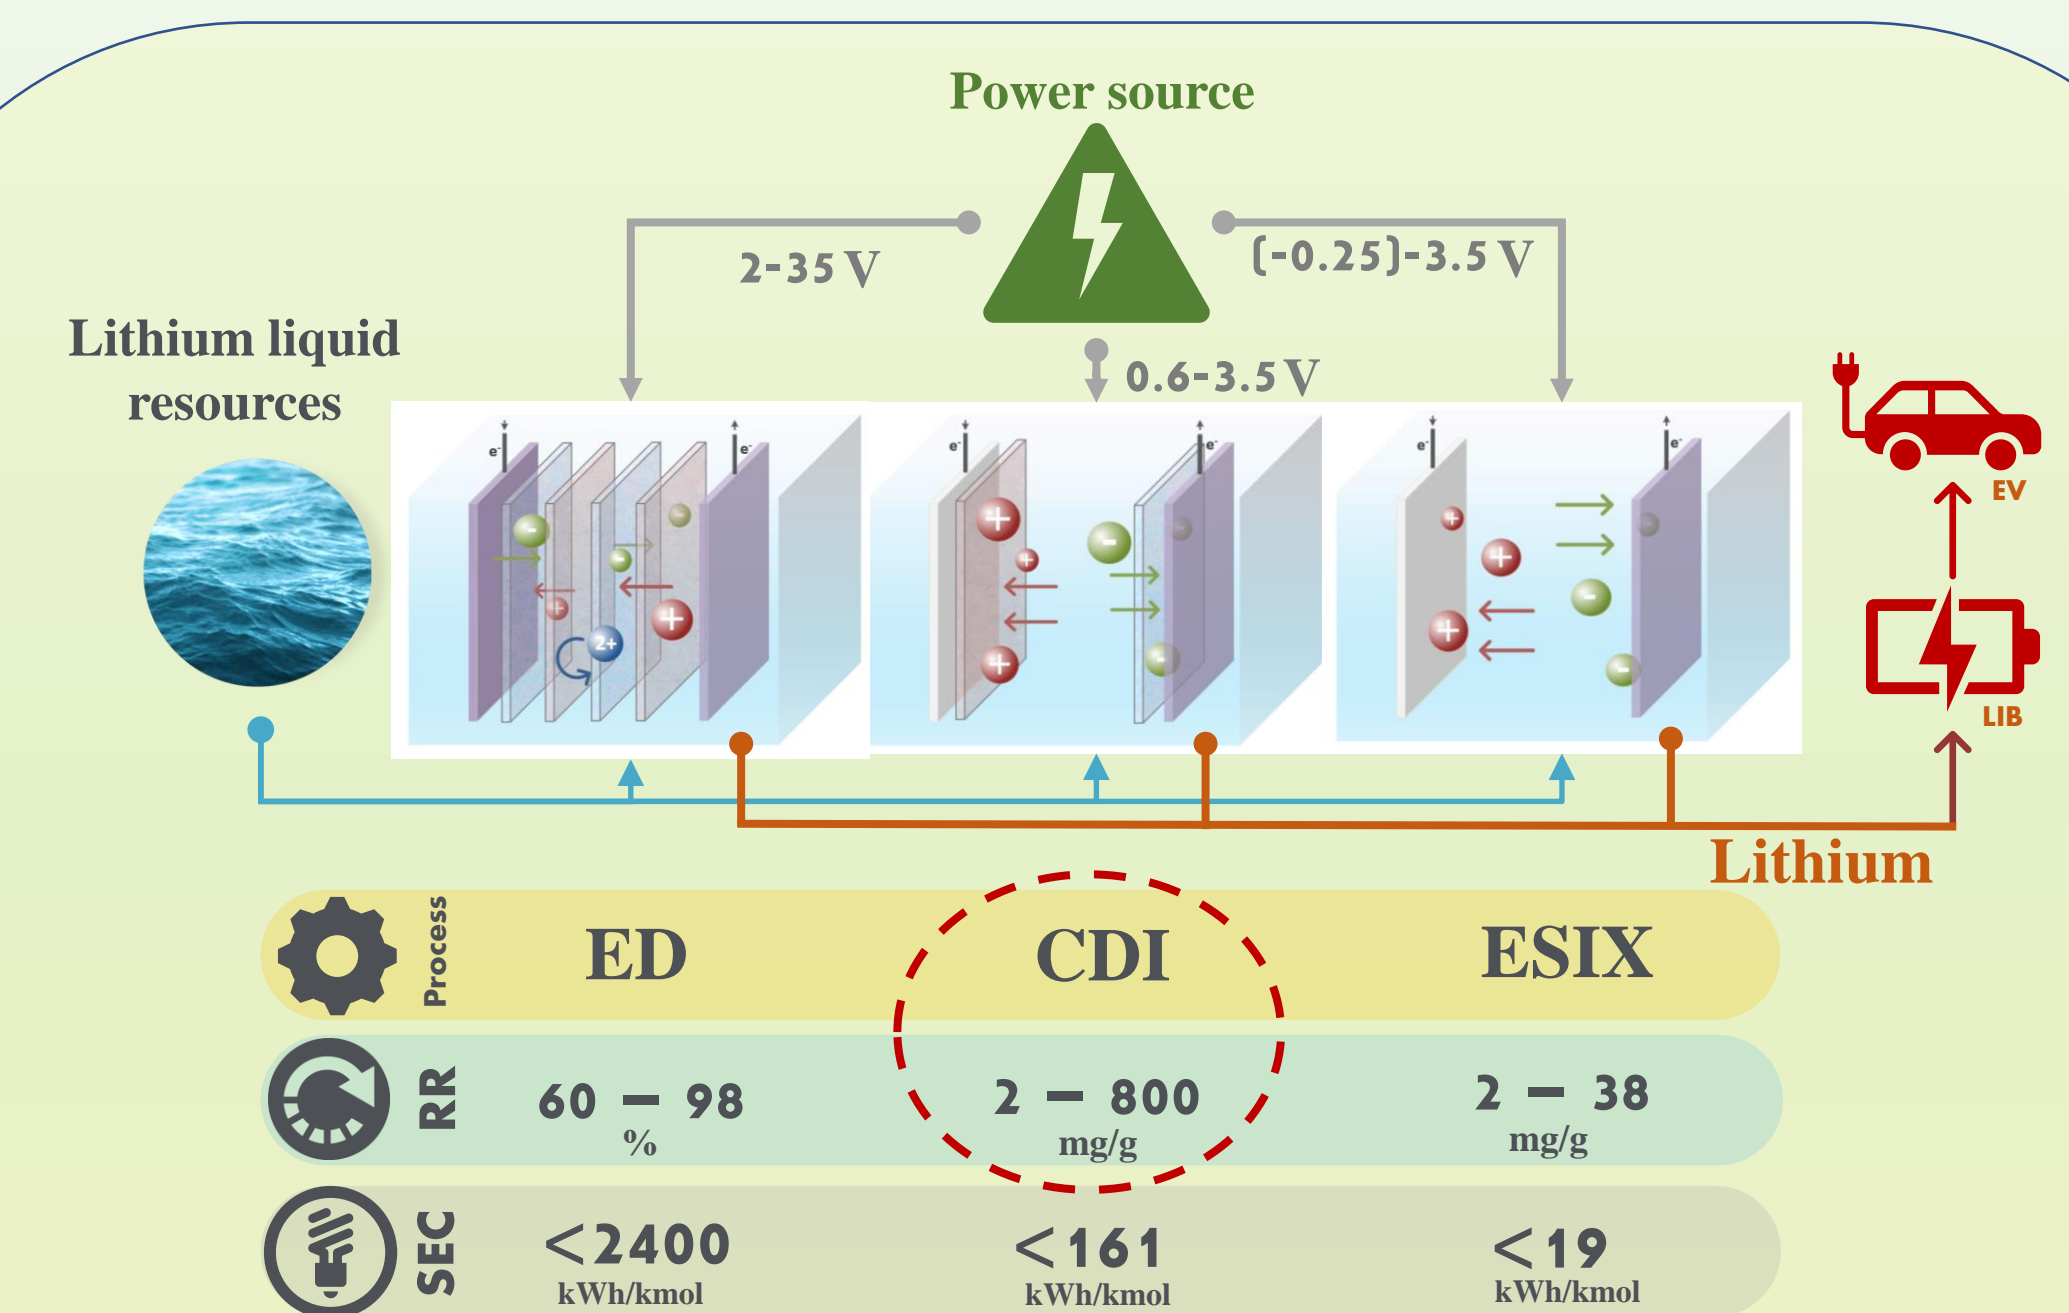 Power source
2-35 V
(-0.25)-3.5 V
0.6-3.5 V
Lithium liquid
resources
e-
e-
e-
e-
e-
e-
-
-
-
+
+
2+
+
+
+
-
-
-
+
+
+
-
-
-
EV
LIB
Lithium
Process
ED
CDI
ESIX
RR
60 – 98
%
2 – 800
mg/g
2 – 38
mg/g
SEC
<2400
kWh/kmol
<161
kWh/kmol
<19
kWh/kmol